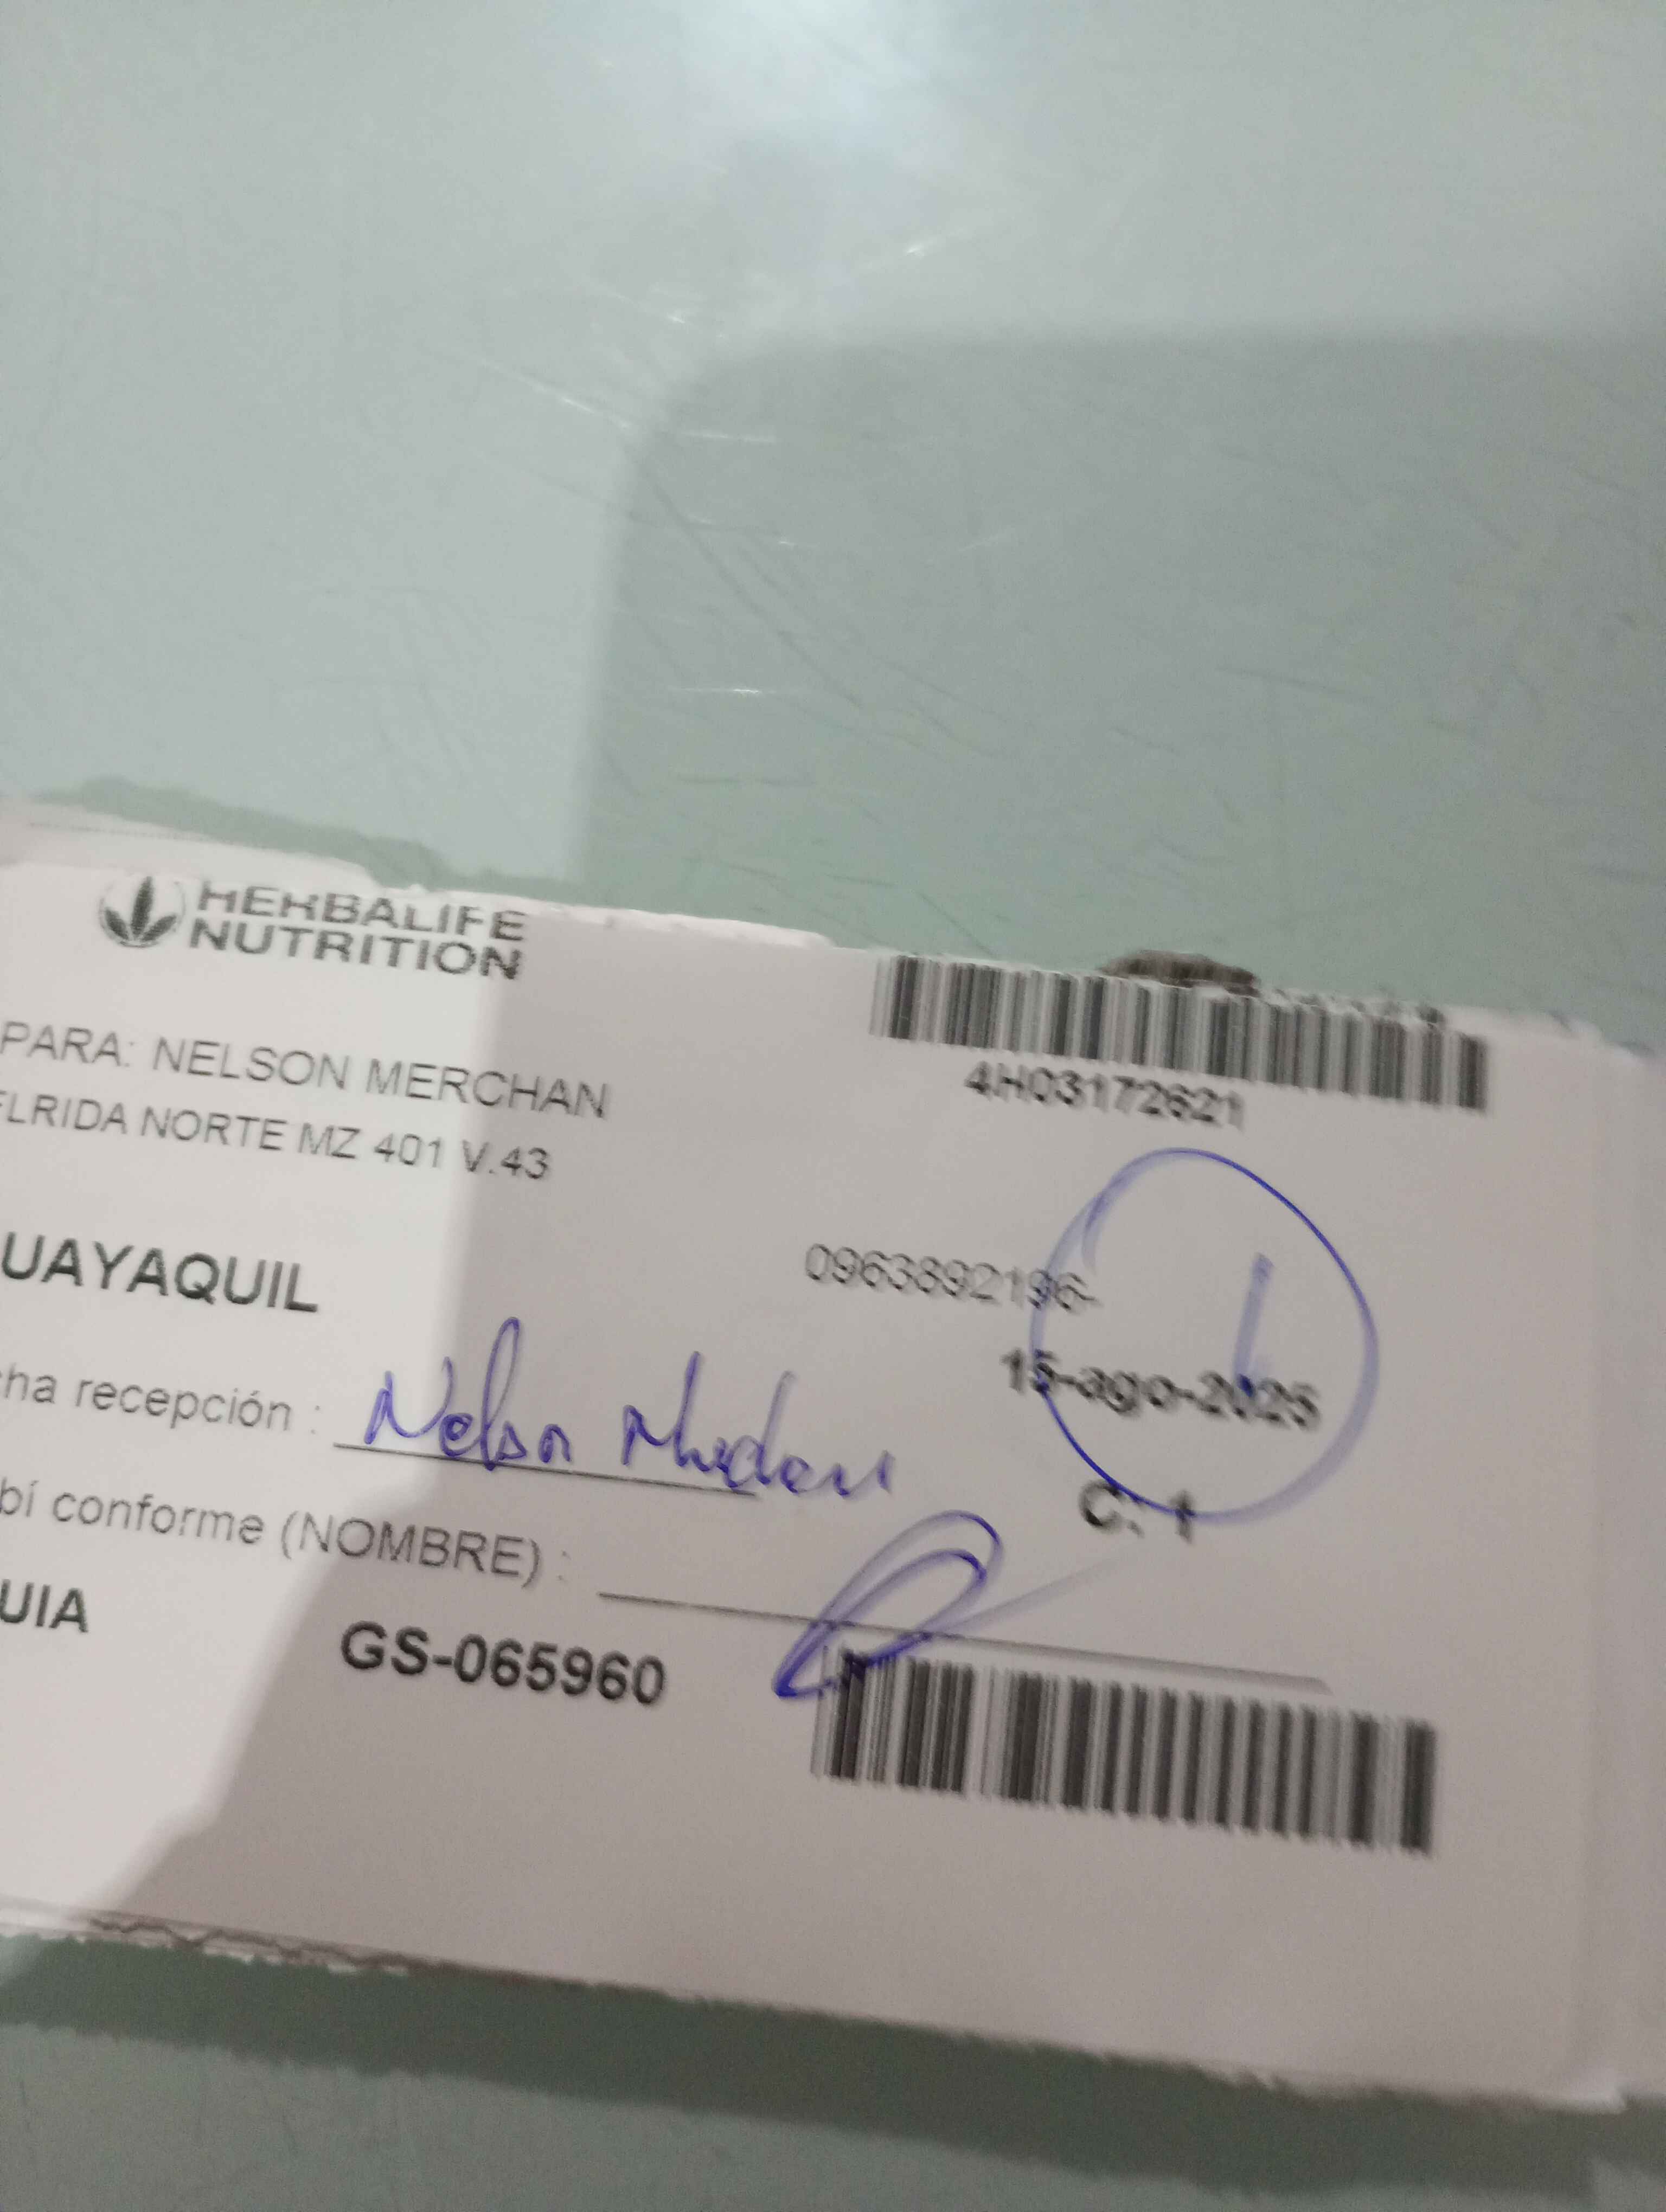 HERBALIFE
NUTRITION
4H03172621
PARA: NELSON MERCHAN
FLRIDA NORTE MZ 401 V.43
0963892196-
UAYAQUIL
1
15-ago-2025
cha recepción : Nelson
C: 1
bí conforme (NOMBRE) :
UIA
GS-065960